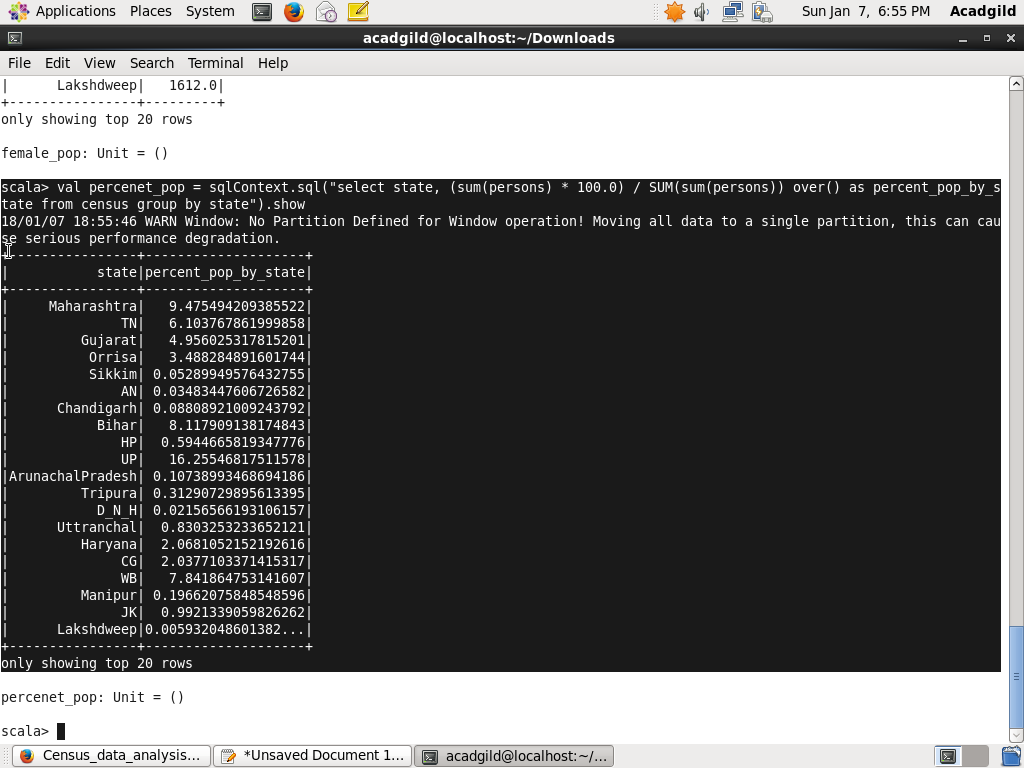 Applications Places System Sun Jan 7, 6:55 PM Acadgild
acadgild@localhost:~/Downloads
File Edit View Search Terminal Help
|      Lakshdweep|   1612.0|
+----------------+---------+
only showing top 20 rows
female_pop: Unit = ()
scala> val percenet_pop = sqlContext.sql("select state, (sum(persons) * 100.0) / SUM(sum(persons)) over() as percent_pop_by_s
tate from census group by state").show
18/01/07 18:55:46 WARN Window: No Partition Defined for Window operation! Moving all data to a single partition, this can cau
se serious performance degradation.
+----------------+--------------------+
|           state|percent_pop_by_state|
+----------------+--------------------+
|     Maharashtra|   9.475494209385522|
|              TN|   6.103767861999858|
|         Gujarat|   4.956025317815201|
|          Orrisa|   3.488284891601744|
|          Sikkim| 0.05289949576432755|
|              AN| 0.03483447606726582|
|      Chandigarh| 0.08808921009243792|
|           Bihar|   8.117909138174843|
|              HP|  0.5944665819347776|
|              UP|   16.25546817511578|
|ArunachalPradesh| 0.10738993468694186|
|         Tripura| 0.31290729895613395|
|           D_N_H| 0.02156566193106157|
|      Uttranchal|  0.8303253233652121|
|         Haryana|  2.0681052152192616|
|              CG|  2.0377103371415317|
|              WB|   7.841864753141607|
|         Manipur| 0.19662075848548596|
|              JK|  0.9921339059826262|
|      Lakshdweep|0.005932048601382...|
+----------------+--------------------+
only showing top 20 rows
percenet_pop: Unit = ()
scala>
Census_data_analysis... *Unsaved Document 1... acadgild@localhost:~/...